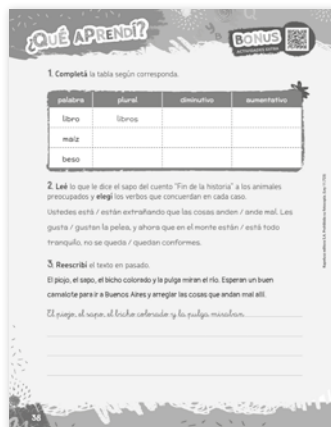 ¿QUÉ APRENDÍ?
BONUS
ACTIVIDADES EXTRA
1. Completá la tabla según corresponda.
palabra plural diminutivo aumentativo
libro libros
maíz
beso
2. Leé lo que le dice el sapo del cuento "Fin de la historia" a los animales
preocupados y elegí los verbos que concuerdan en cada caso.
Ustedes está / están extrañando que las cosas anden / ande mal. Les
gusta / gustan la pelea, y ahora que en el monte están / está todo
tranquilo, no se queda / quedan conformes.
3. Reescribí el texto en pasado.
El piojo, el sapo, el bicho colorado y la pulga miran el río. Esperan un buen
camalote para ir a Buenos Aires y arreglar las cosas que andan mal allí.
El piojo, el sapo, el bicho colorado y la pulga miraban
38